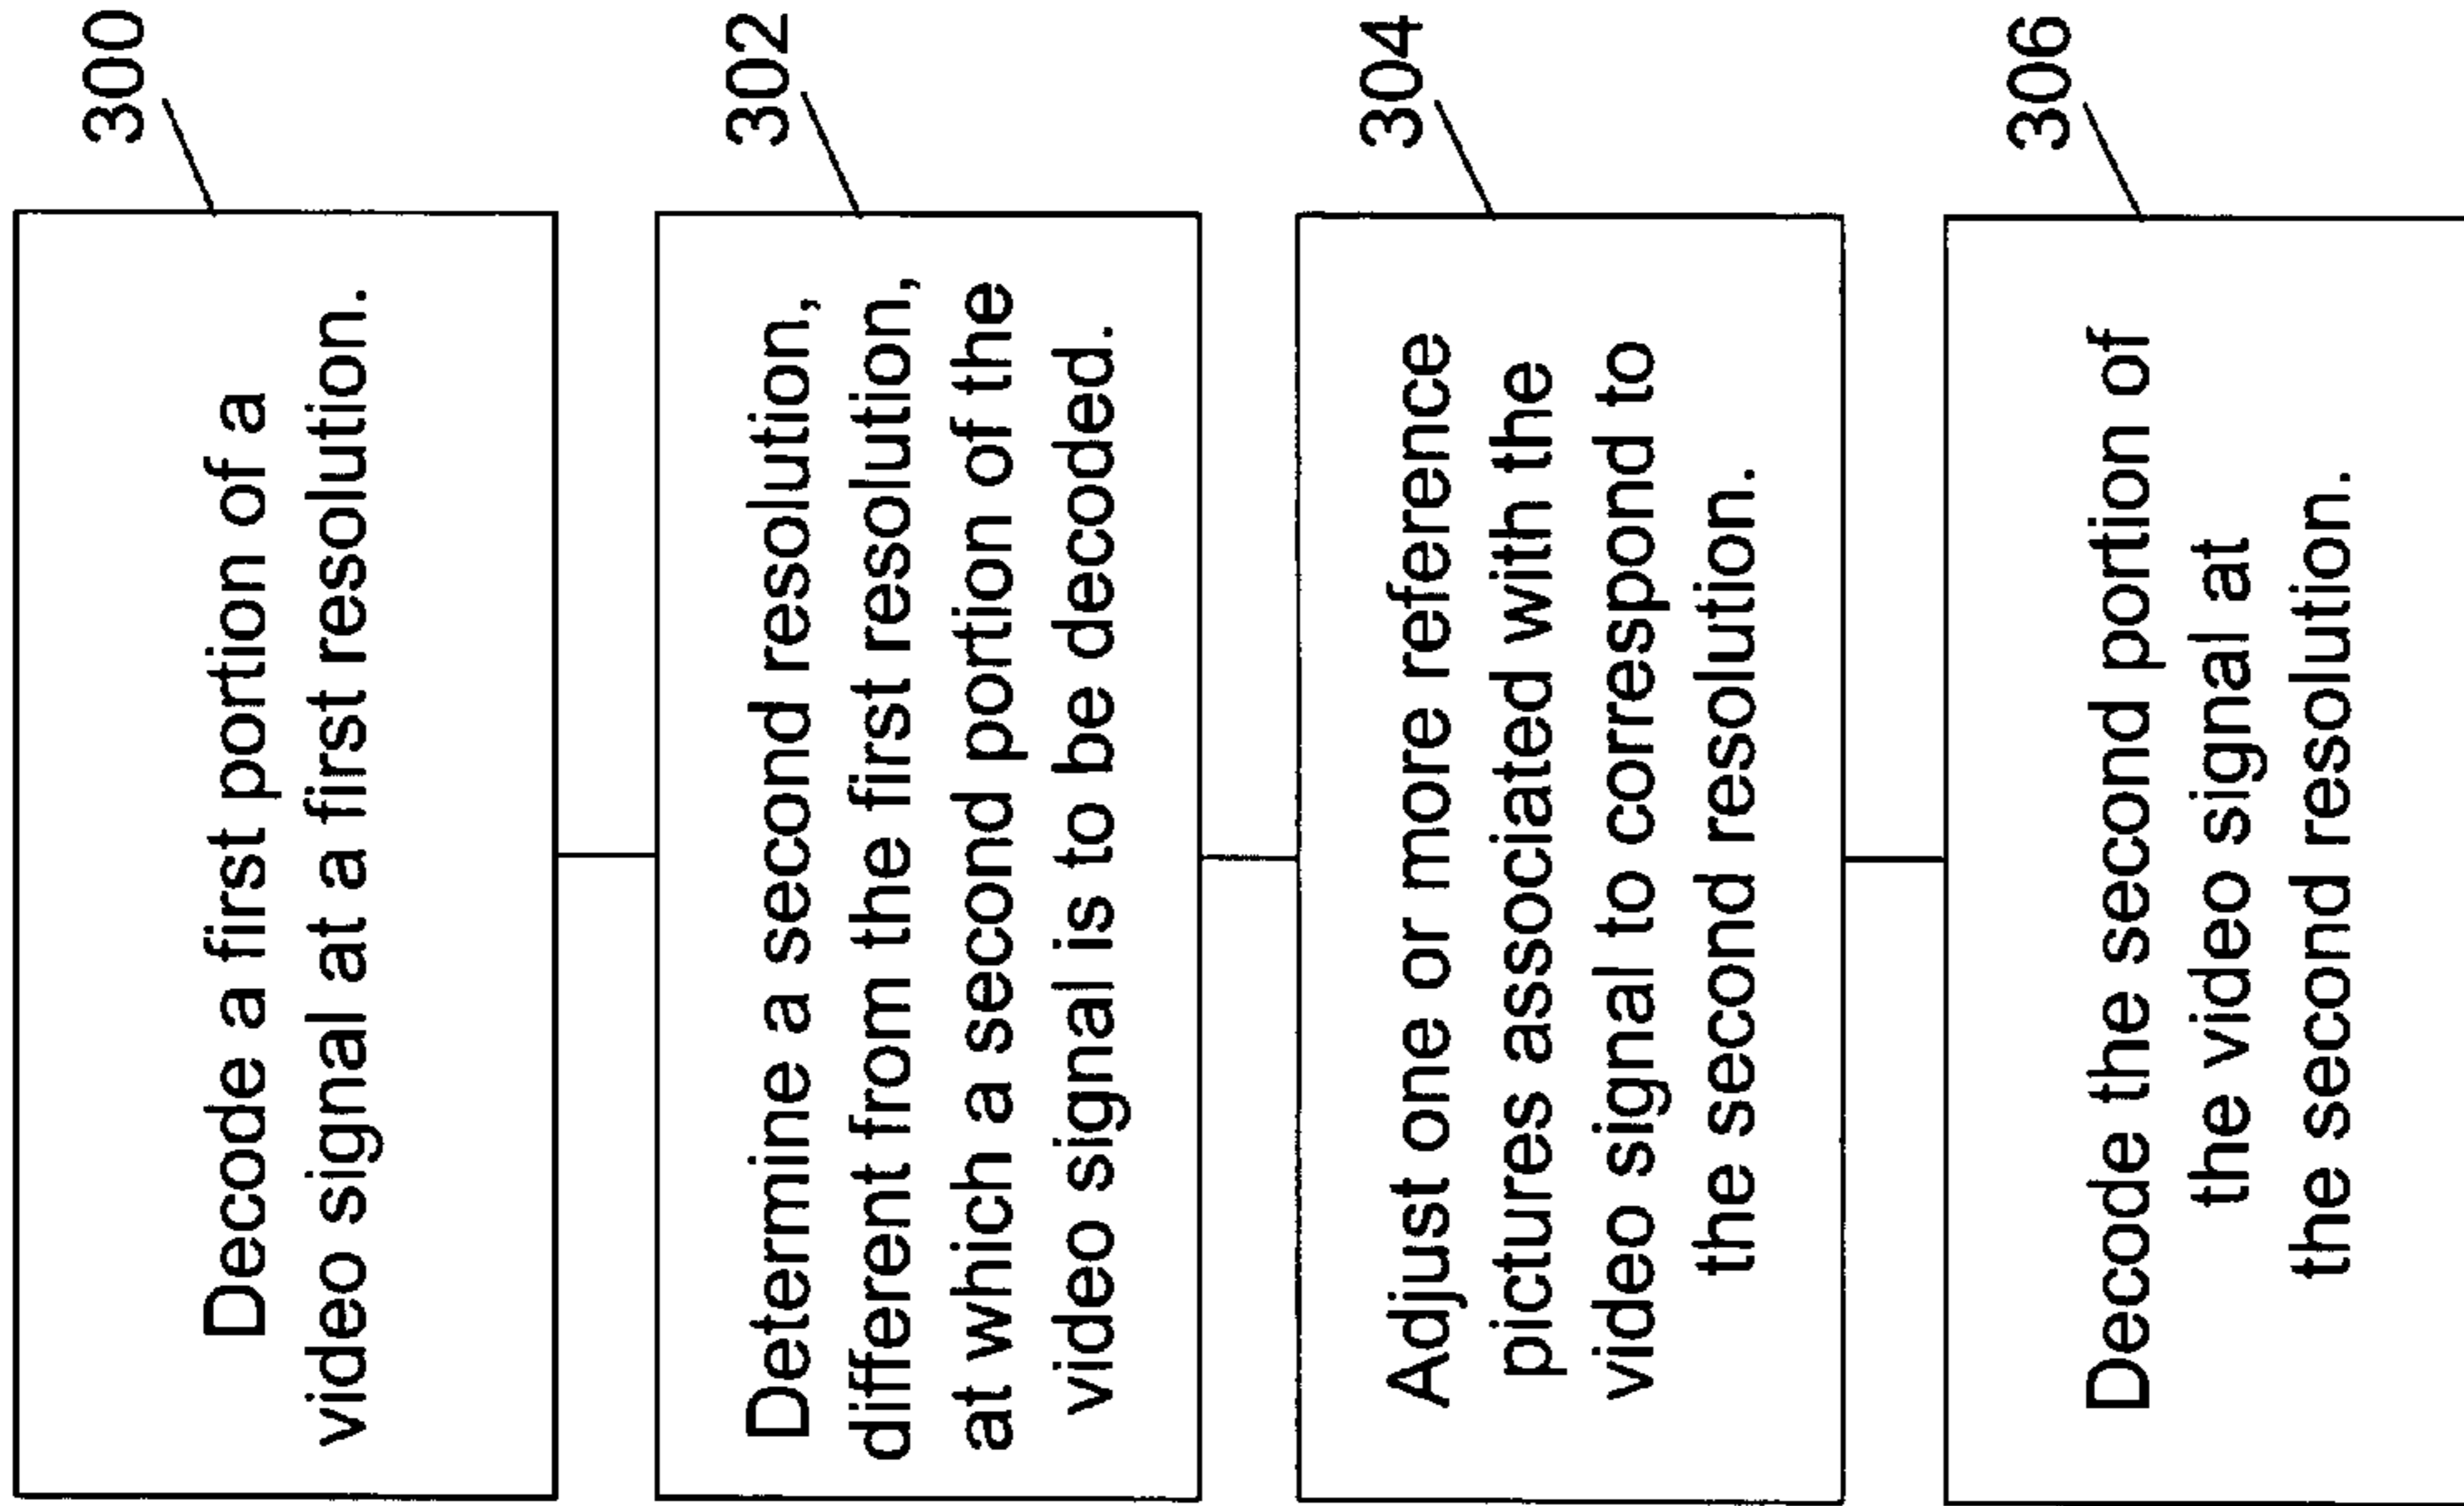 300
Decode a first portion of a
video signal at a first resolution.
302
Determine a second resolution,
different from the first resolution,
at which a second portion of the
video signal is to be decoded.
304
Adjust one or more reference
pictures associated with the
video signal to correspond to
the second resolution.
306
Decode the second portion of
the video signal at
the second resolution.